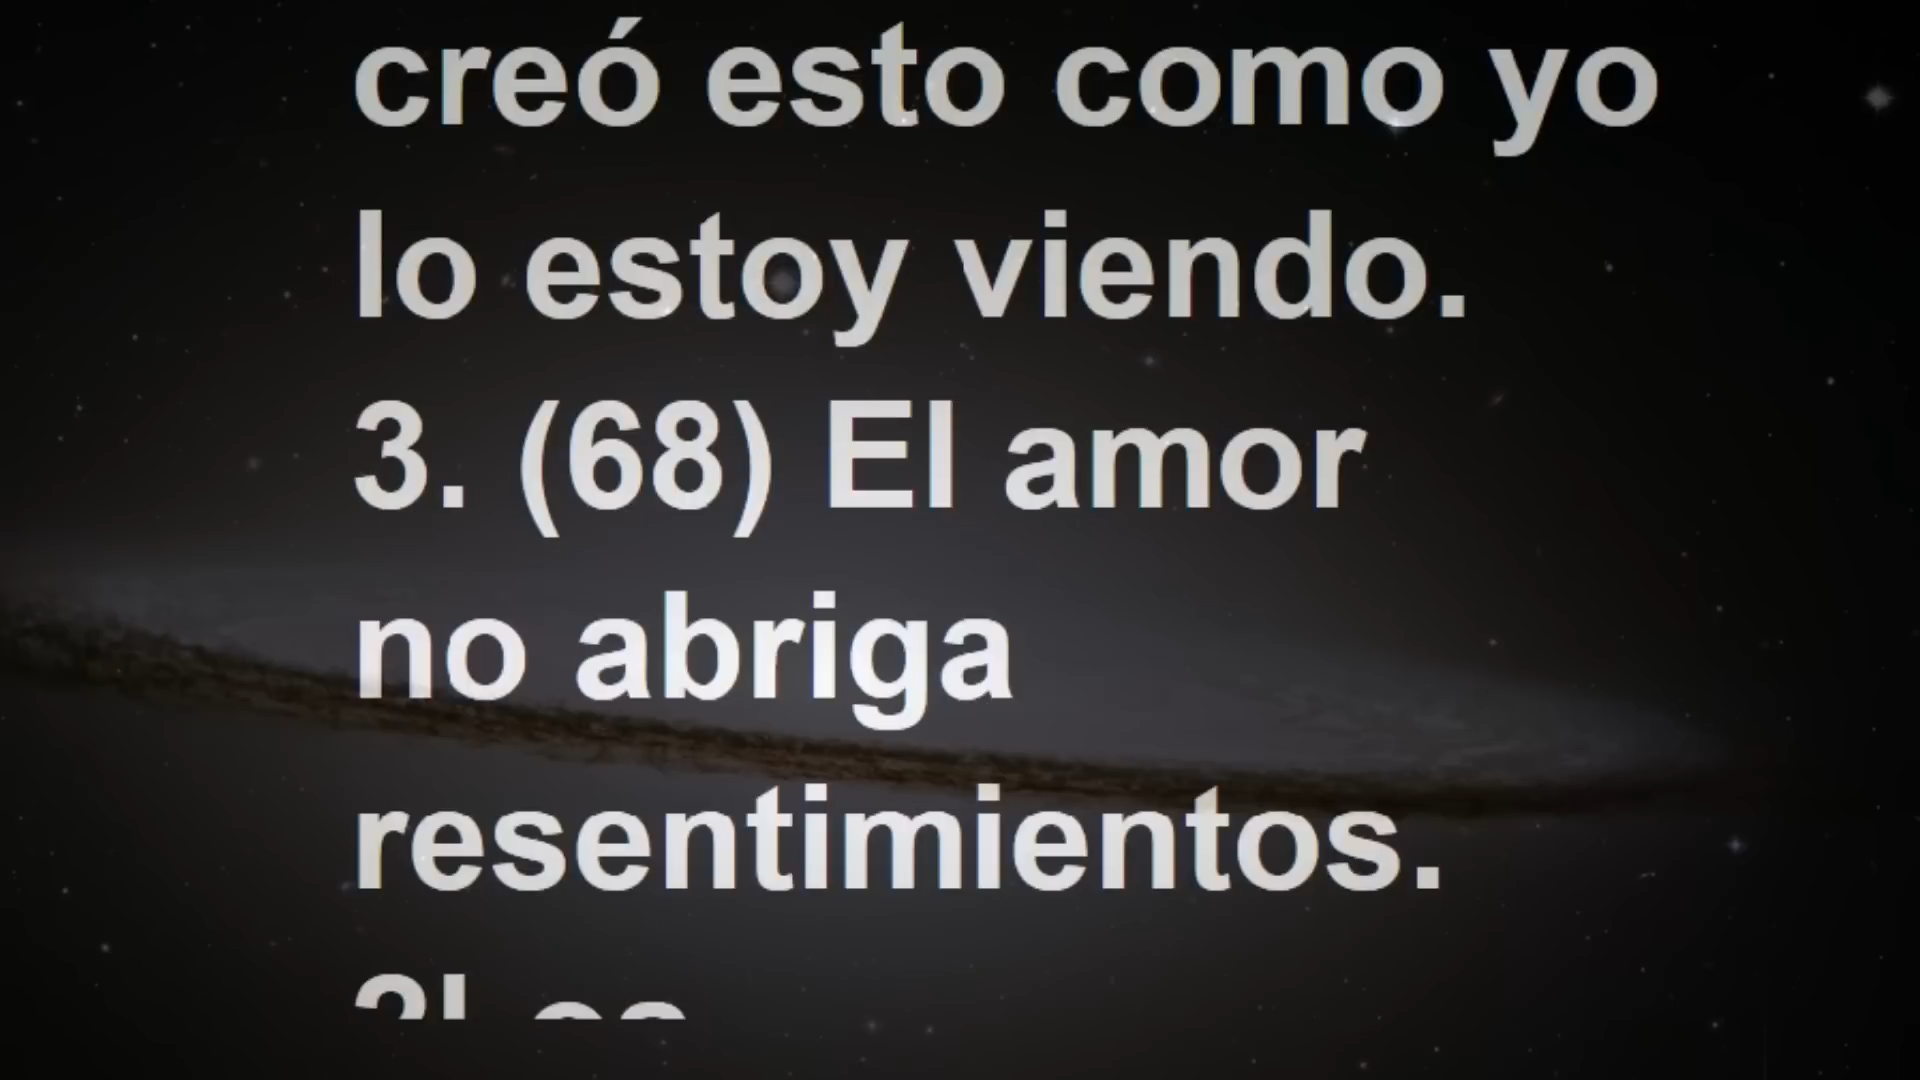 creó esto como yo
lo estoy viendo.
3. (68) El amor
no abriga
resentimientos.